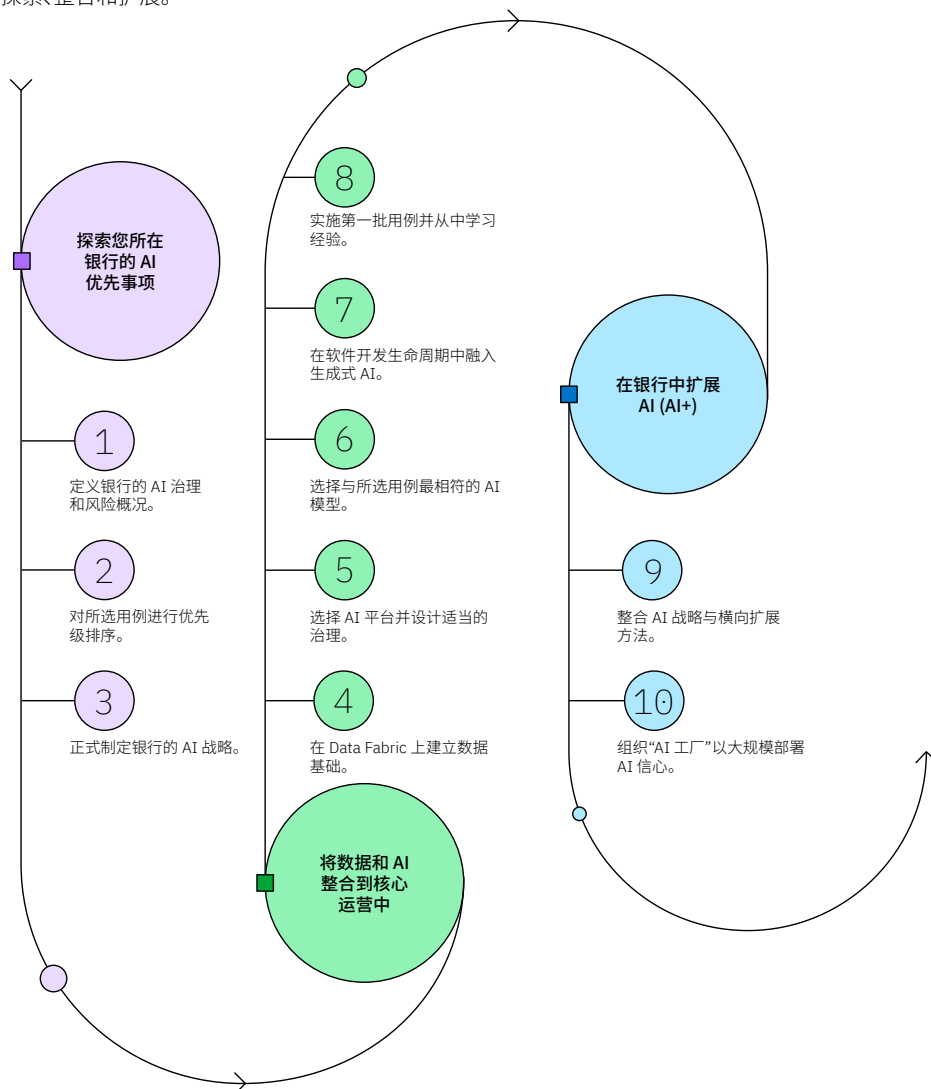 探索、整合和扩展。
探索您所在
银行的 AI
优先事项
1
定义银行的 AI 治理
和风险概况。
2
对所选用例进行优先
级排序。
3
正式制定银行的 AI 战略。
将数据和 AI
整合到核心
运营中
4
在 Data Fabric 上建立数据
基础。
5
选择 AI 平台并设计适当的
治理。
6
选择与所选用例最相符的 AI
模型。
7
在软件开发生命周期中融入
生成式 AI。
8
实施第一批用例并从中学习
经验。
在银行中扩展
AI (AI+)
9
整合 AI 战略与横向扩展
方法。
10
组织“AI 工厂”以大规模部署
AI 信心。